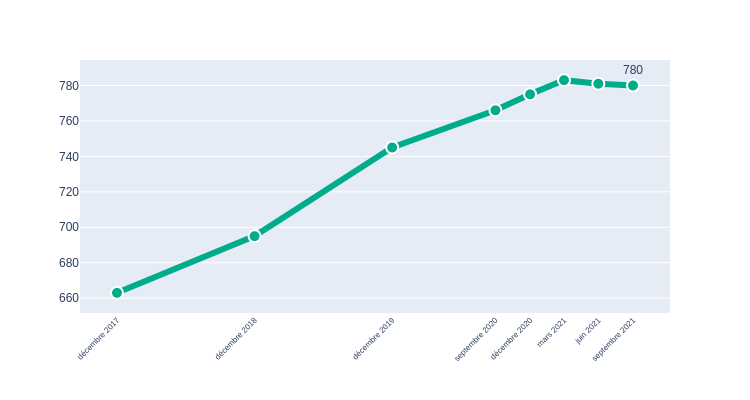 780
780
760
740
720
700
680
660
décembre 2017
décembre 2018
décembre 2019
septembre 2020
décembre 2020
mars 2021
juin 2021
septembre 2021